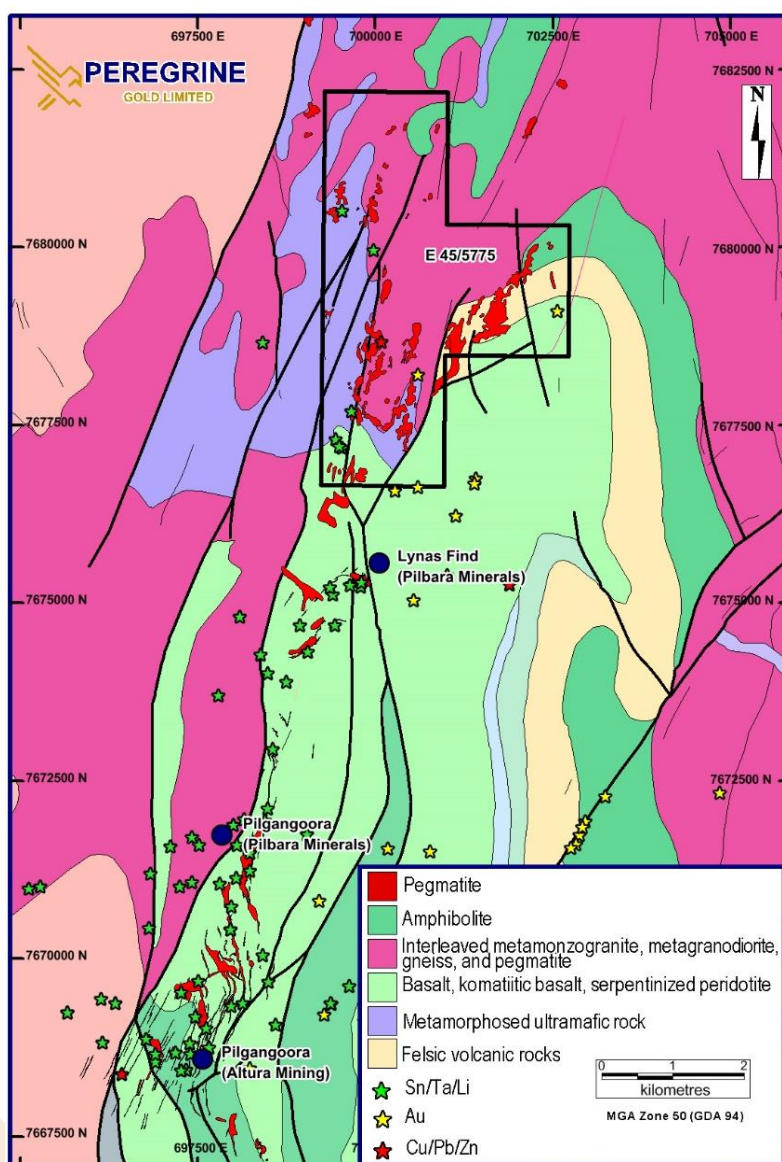 697500 E
700000 E
702500 E
705000 E
PEREGRINE
GOLD LIMITED
7682500 N
N
7680000 N
7680000 N
E 45/5775
7677500 N
7677500 N
Lynas Find
(Pilbara Minerals)
7675000 N
7675000 N
7672500 N
7672500 N
Pilgangoora
(Pilbara Minerals)
Pegmatite
Amphibolite
Interleaved metamonzogranite, metagranodiorite,
gneiss, and pegmatite
7670000 N
Basalt, komatiitic basalt, serpentinized peridotite
Metamorphosed ultramafic rock
Felsic volcanic rocks
Pilgangoora
(Altura Mining)
0 1 2
kilometres
Sn/Ta/Li
Au
MGA Zone 50 (GDA 94)
Cu/Pb/Zn
7667500 N
697500 E